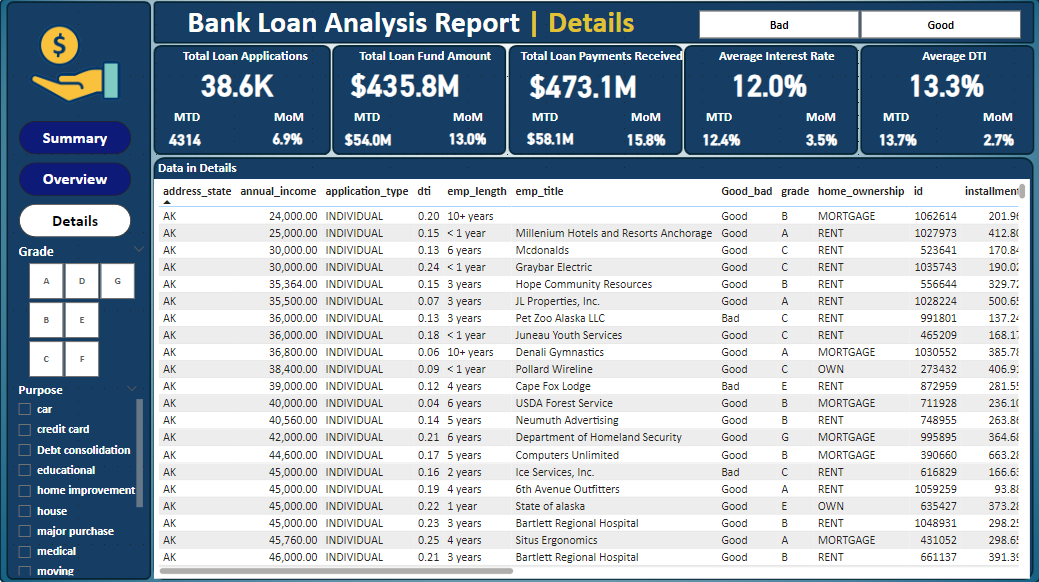 Bank Loan Analysis Report | Details
Bad
Good
Total Loan Applications
38.6K
MTD
MoM
4314
6.9%
Total Loan Fund Amount
$435.8M
MTD
MoM
$54.0M
13.0%
Total Loan Payments Received
$473.1M
MTD
MoM
$58.1M
15.8%
Average Interest Rate
12.0%
MTD
MoM
12.4%
3.5%
Average DTI
13.3%
MTD
MoM
13.7%
2.7%
$
Summary
Overview
Details
Grade
A D G
B E
C F
Purpose
car
credit card
Debt consolidation
educational
home improvement
house
major purchase
medical
moving
Data in Details
address_state annual_income application_type dti emp_length emp_title Good_bad grade home_ownership id installment
AK 24,000.00 INDIVIDUAL 0.20 10+ years Good B MORTGAGE 1062614 201.96
AK 25,000.00 INDIVIDUAL 0.15 < 1 year Millenium Hotels and Resorts Anchorage Good A RENT 1027973 412.80
AK 30,000.00 INDIVIDUAL 0.13 6 years Mcdonalds Good C RENT 523641 170.84
AK 30,000.00 INDIVIDUAL 0.24 < 1 year Graybar Electric Good C RENT 1035743 190.02
AK 35,364.00 INDIVIDUAL 0.15 3 years Hope Community Resources Good B RENT 556644 329.72
AK 35,500.00 INDIVIDUAL 0.07 3 years JL Properties, Inc. Good A RENT 1028224 500.65
AK 36,000.00 INDIVIDUAL 0.13 3 years Pet Zoo Alaska LLC Bad C RENT 991801 137.24
AK 36,000.00 INDIVIDUAL 0.18 < 1 year Juneau Youth Services Good C RENT 465209 168.17
AK 36,800.00 INDIVIDUAL 0.06 10+ years Denali Gymnastics Good A MORTGAGE 1030552 385.78
AK 38,400.00 INDIVIDUAL 0.09 < 1 year Pollard Wireline Good C OWN 273432 406.91
AK 39,000.00 INDIVIDUAL 0.12 4 years Cape Fox Lodge Bad E RENT 872959 281.55
AK 40,000.00 INDIVIDUAL 0.04 6 years USDA Forest Service Good B MORTGAGE 711928 236.10
AK 40,560.00 INDIVIDUAL 0.14 5 years Neumuth Advertising Good B RENT 748955 263.86
AK 42,000.00 INDIVIDUAL 0.21 6 years Department of Homeland Security Good G MORTGAGE 995895 364.68
AK 44,600.00 INDIVIDUAL 0.17 5 years Computers Unlimited Good B MORTGAGE 390660 663.28
AK 45,000.00 INDIVIDUAL 0.16 2 years Ice Services, Inc. Bad C RENT 616829 166.63
AK 45,000.00 INDIVIDUAL 0.19 4 years 6th Avenue Outfitters Good A RENT 1059259 93.88
AK 45,000.00 INDIVIDUAL 0.22 1 year State of alaska Good E OWN 635427 373.28
AK 45,000.00 INDIVIDUAL 0.23 3 years Bartlett Regional Hospital Good B RENT 1048931 298.25
AK 45,760.00 INDIVIDUAL 0.25 4 years Situs Ergonomics Good A MORTGAGE 431052 298.65
AK 46,000.00 INDIVIDUAL 0.21 3 years Bartlett Regional Hospital Good B RENT 661137 391.39